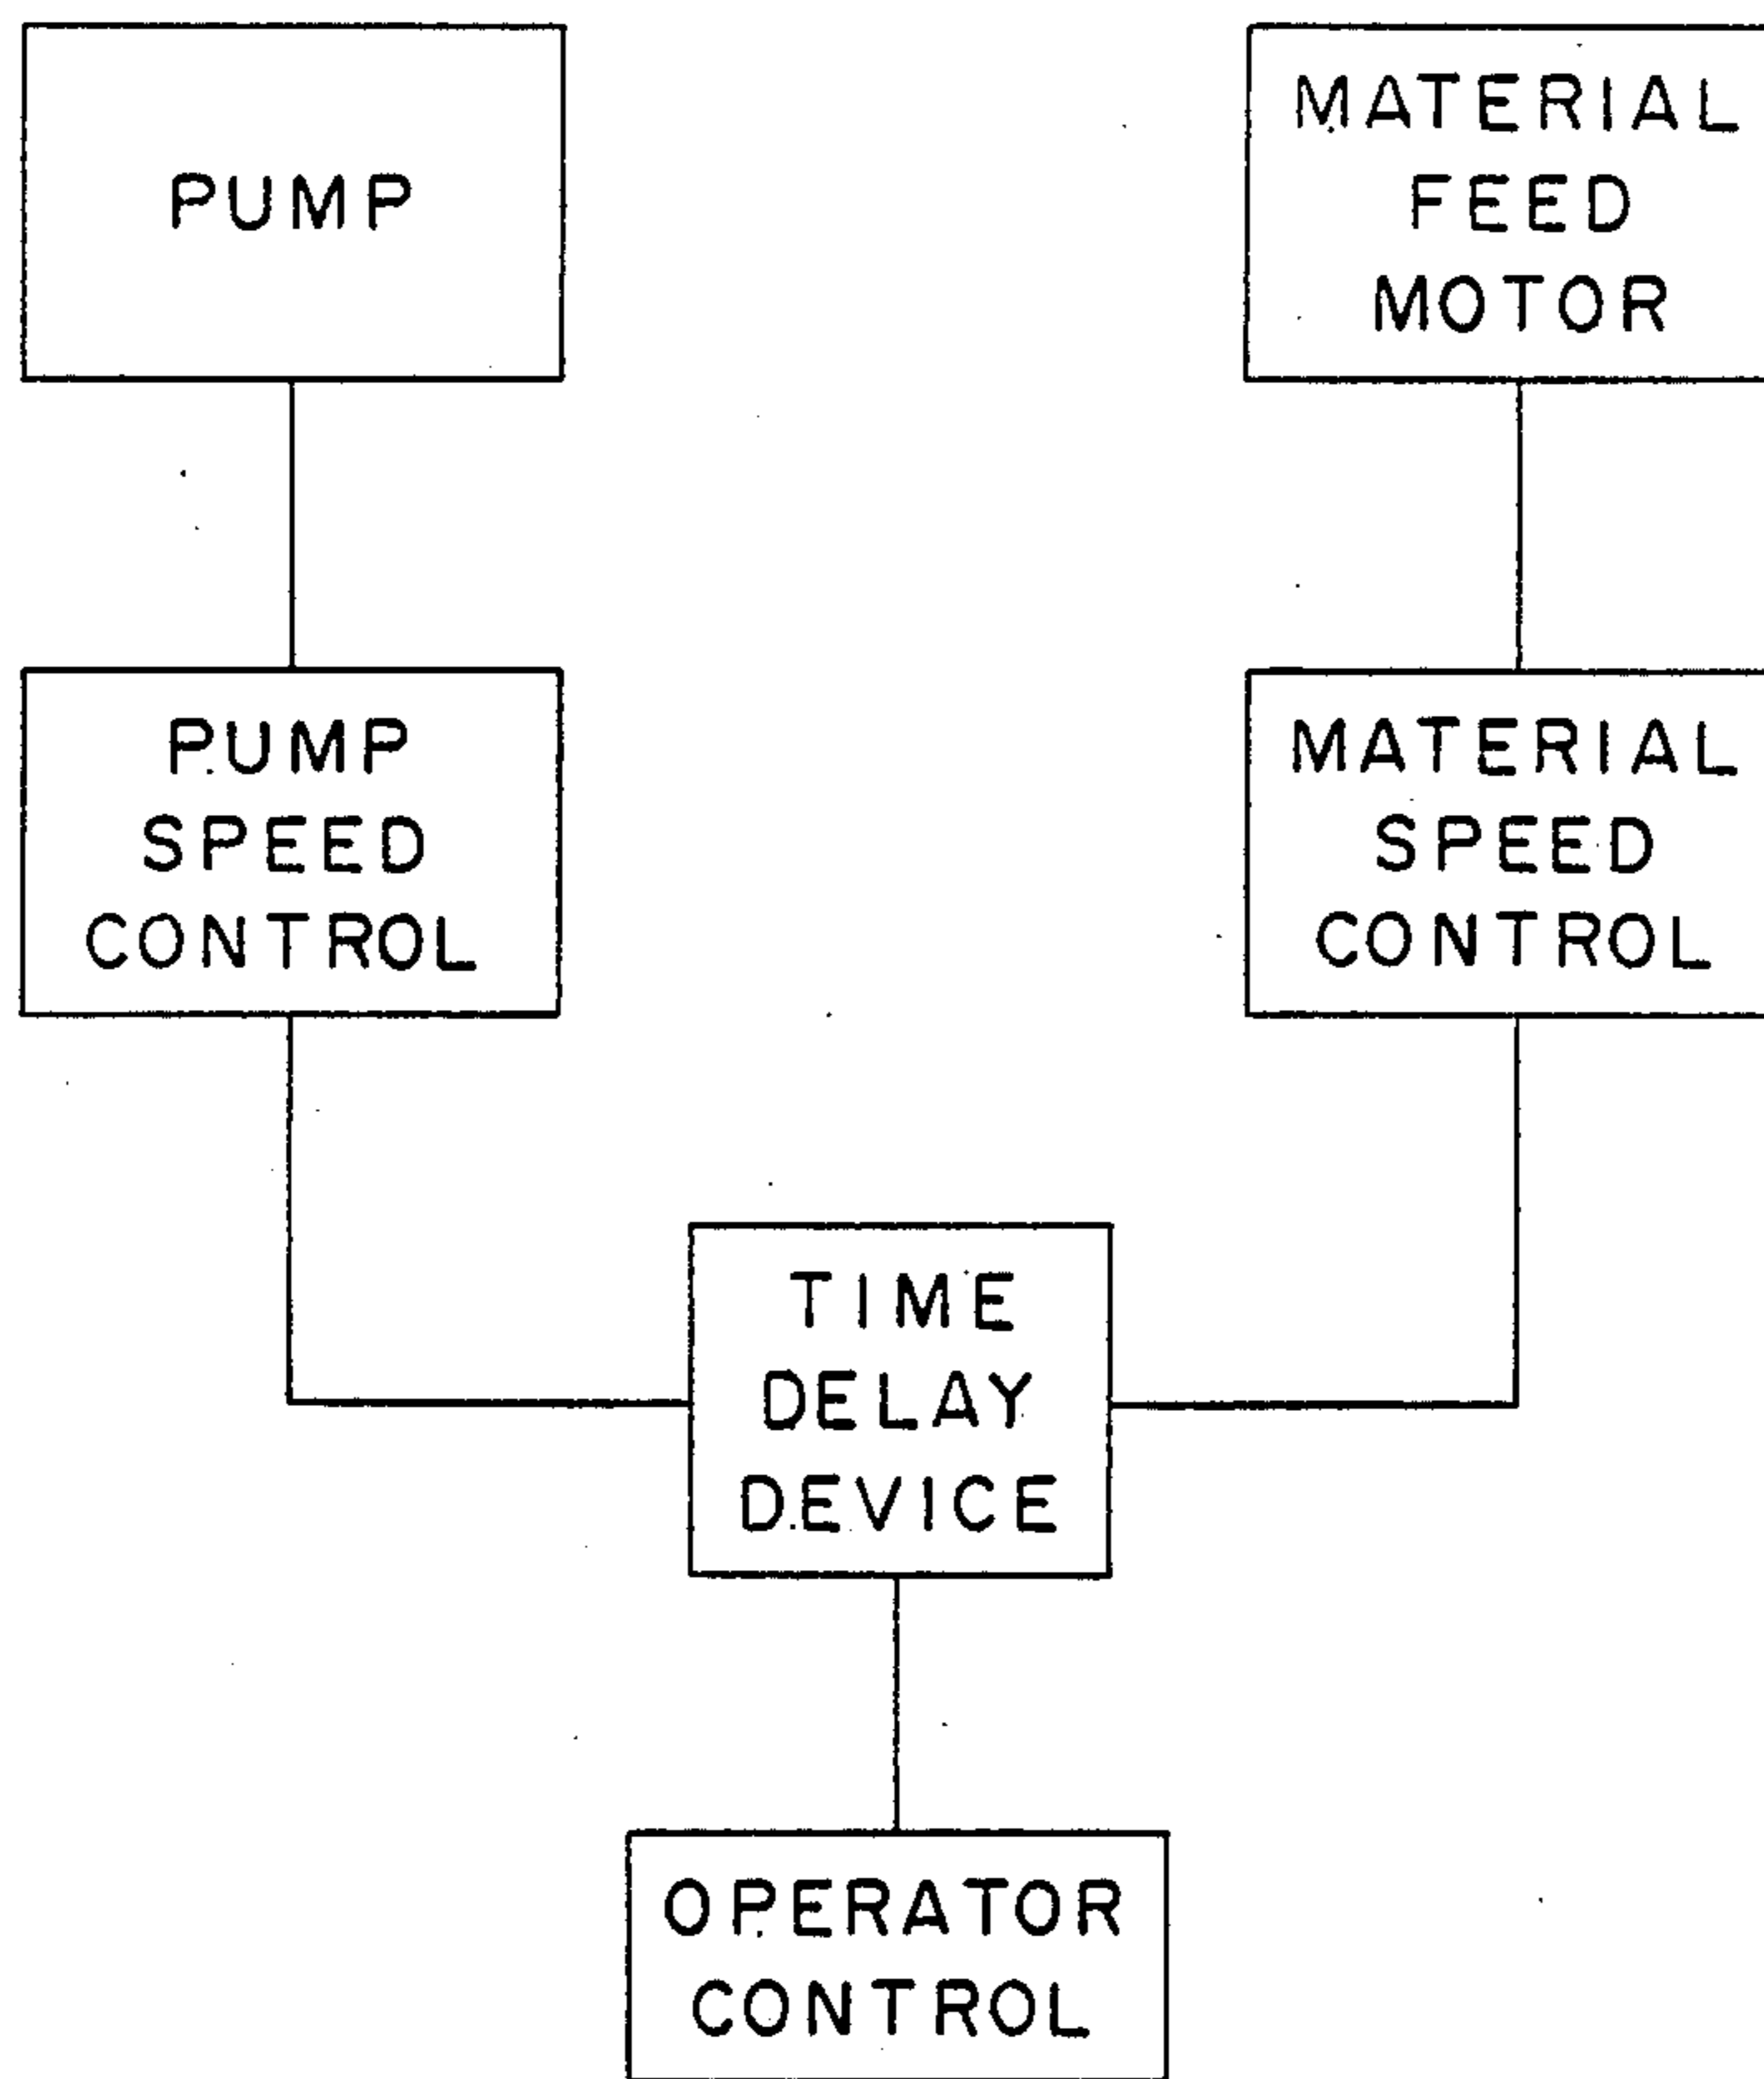 PUMP
MATERIAL
FEED
MOTOR
PUMP
SPEED
CONTROL
MATERIAL
SPEED
CONTROL
TIME
DELAY
DEVICE
OPERATOR
CONTROL